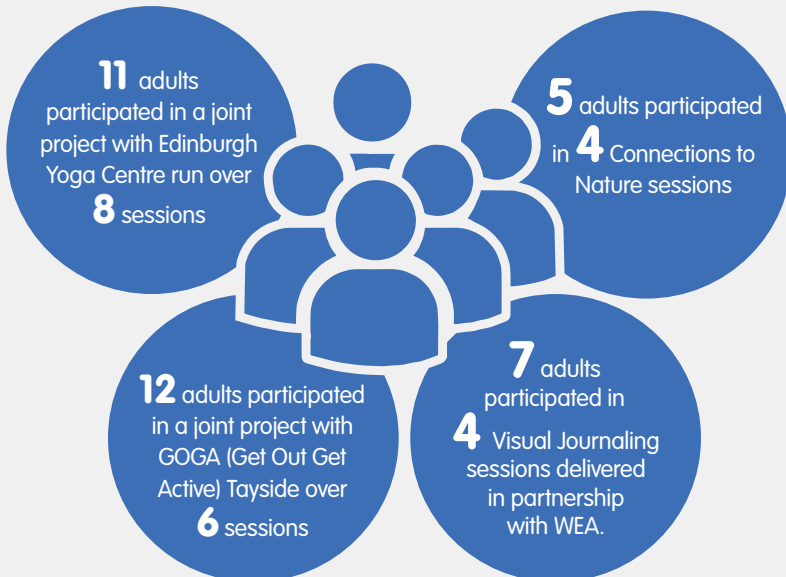 11 adults
participated in a joint
project with Edinburgh
Yoga Centre run over
8 sessions
5 adults participated
in 4 Connections to
Nature sessions
12 adults participated
in a joint project with
GOGA (Get Out Get
Active) Tayside over
6 sessions
7 adults
participated in
4 Visual Journaling
sessions delivered
in partnership
with WEA.